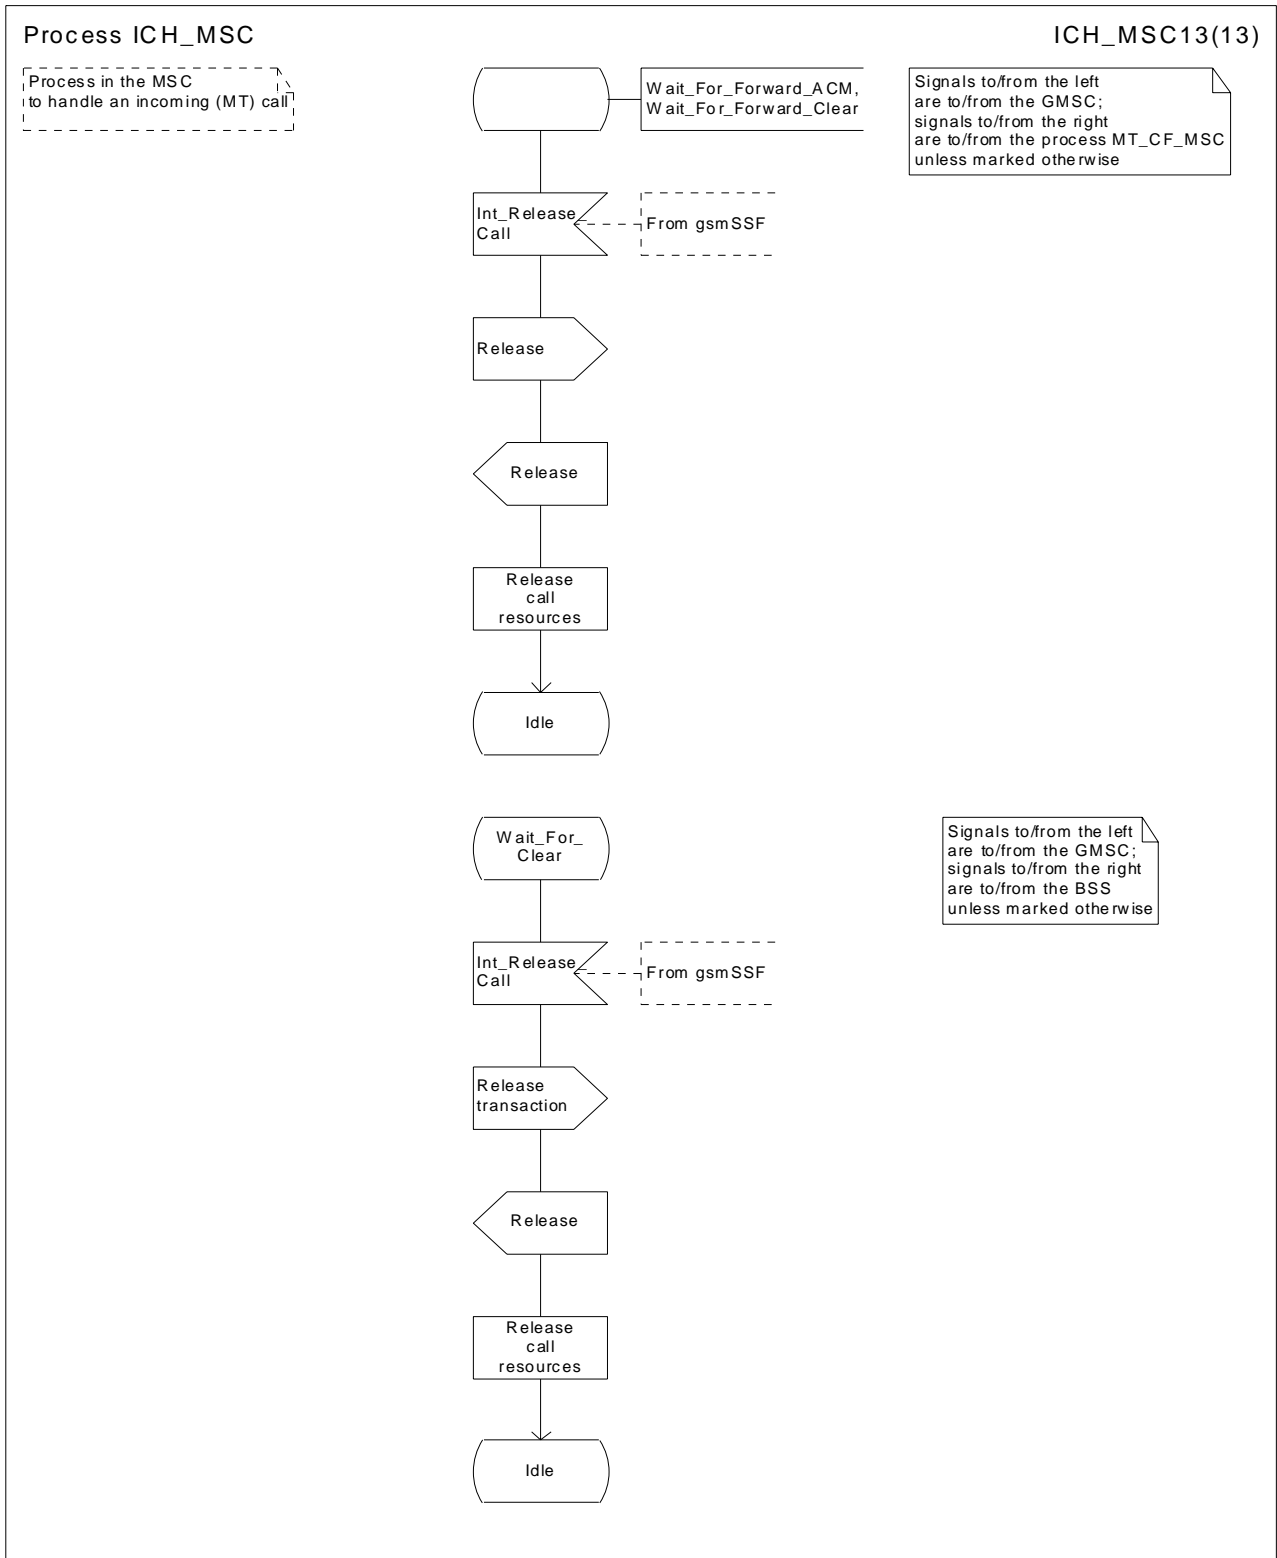 Process ICH_MSC
ICH_MSC13(13)
Process in the MSC
to handle an incoming (MT) call
Wait_For_Forward_ACM,
Wait_For_Forward_Clear
Signals to/from the left
are to/from the GMSC;
signals to/from the right
are to/from the process MT_CF_MSC
unless marked otherwise
Int_Release_
Call
From gsmSSF
Release
Release
Release
call
resources
Idle
Wait_For_
Clear
Signals to/from the left
are to/from the GMSC;
signals to/from the right
are to/from the BSS
unless marked otherwise
Int_Release_
Call
From gsmSSF
Release
transaction
Release
Release
call
resources
Idle